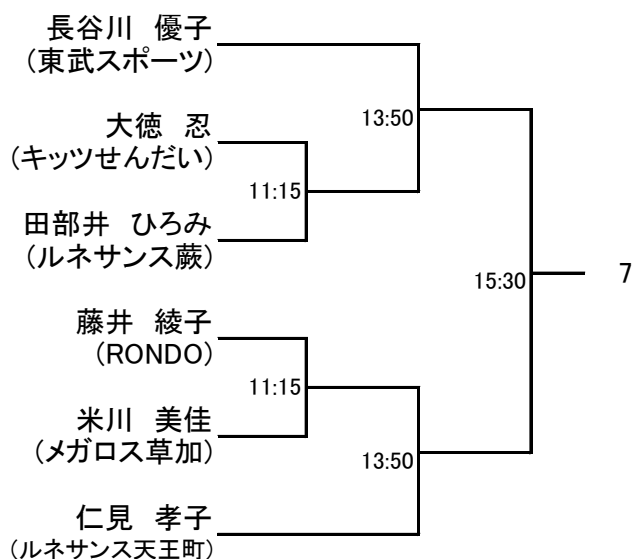 長谷川　優子
(東武スポーツ)
13:50
大徳　忍
(キッツせんだい)
11:15
田部井　ひろみ
(ルネサンス蕨)
15:30
7
藤井　綾子
(RONDO)
11:15
米川　美佳
(メガロス草加)
13:50
仁見　孝子
(ルネサンス天王町)